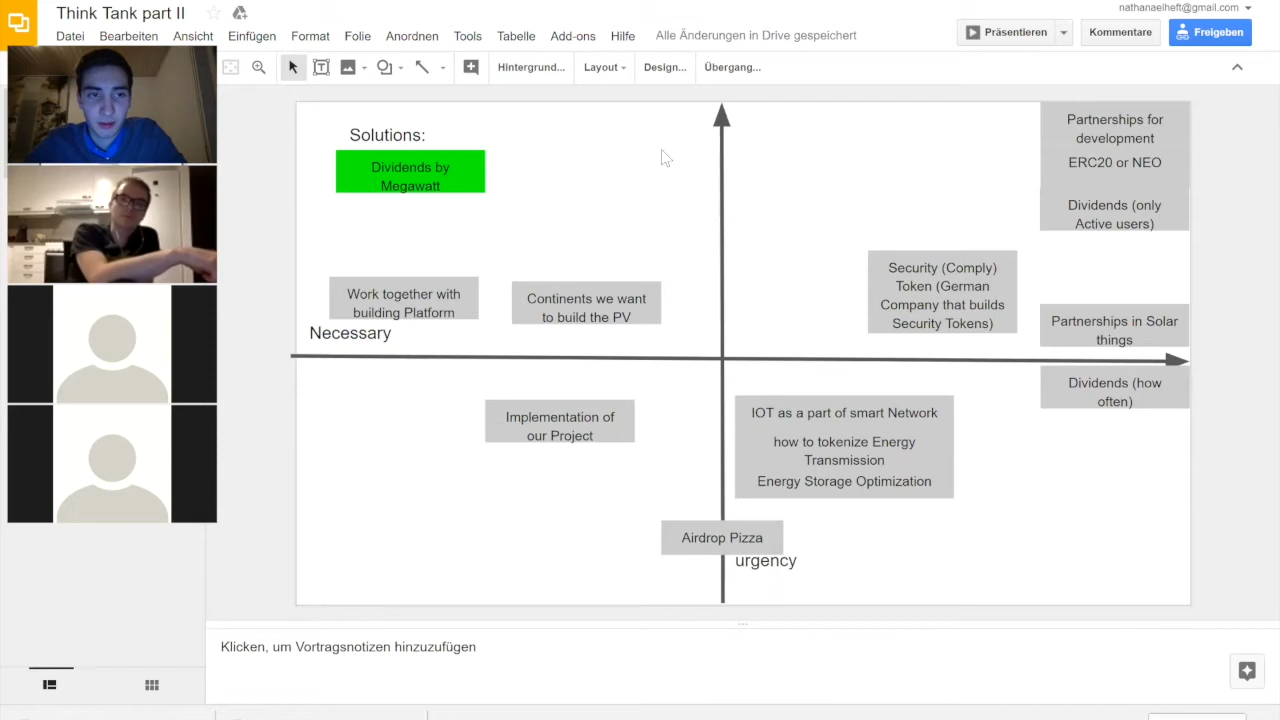 Think Tank part II
nathanaelheft@gmail.com
Datei Bearbeiten Ansicht Einfügen Format Folie Anordnen Tools Tabelle Add-ons Hilfe Alle Änderungen in Drive gespeichert
Präsentieren Kommentare Freigeben
Hintergrund... Layout Design... Übergang...
Solutions:
Dividends by
Megawatt
Partnerships for
development
ERC20 or NEO
Dividends (only
Active users)
Work together with
building Platform
Continents we want
to build the PV
Security (Comply)
Token (German
Company that builds
Security Tokens)
Partnerships in Solar
things
Necessary
Dividends (how
often)
Implementation of
our Project
IOT as a part of smart Network
how to tokenize Energy
Transmission
Energy Storage Optimization
Airdrop Pizza
urgency
Klicken, um Vortragsnotizen hinzuzufügen